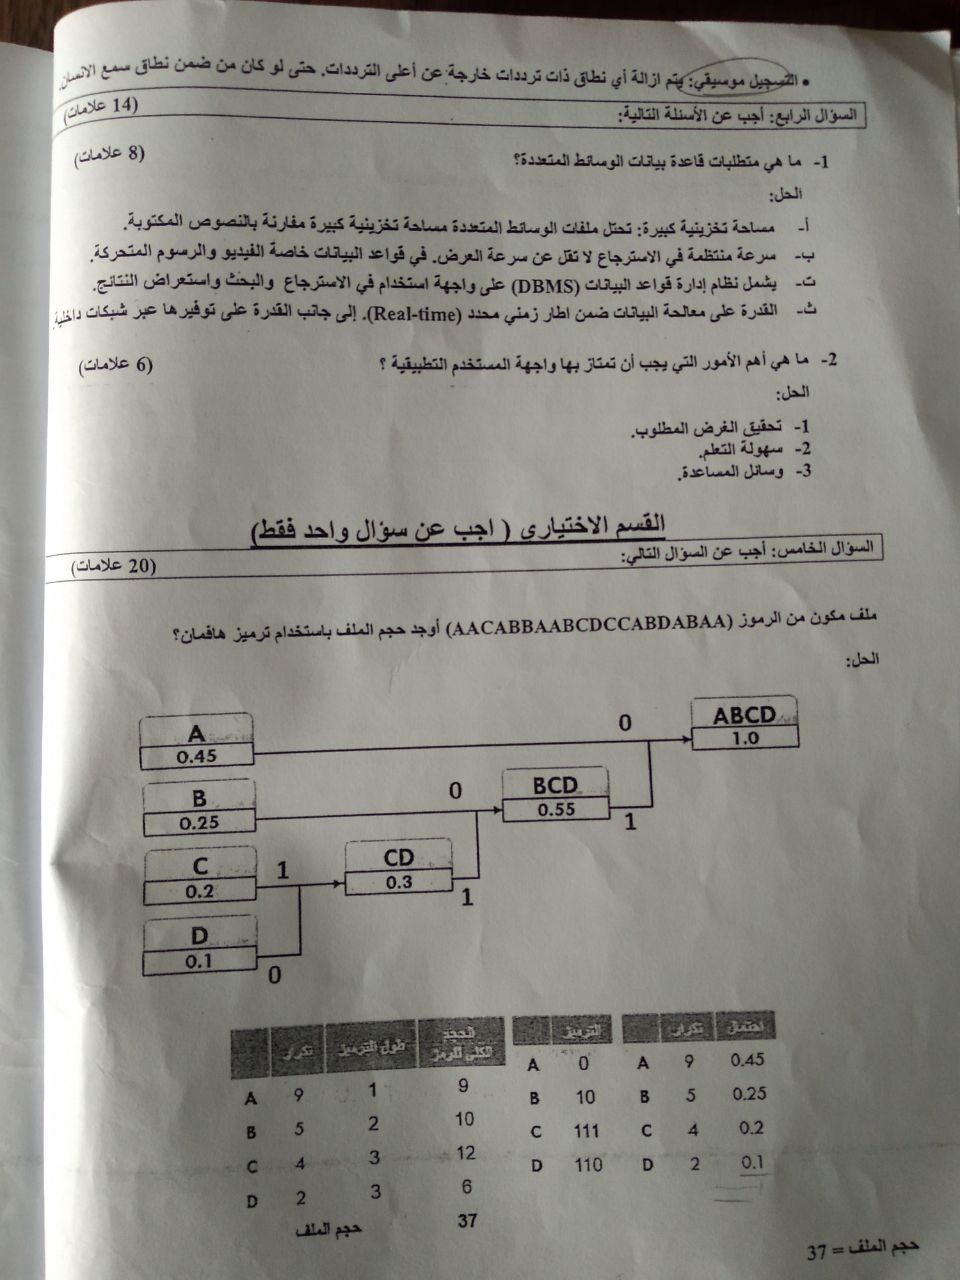 • التسجيل موسيقي: يتم ازالة أي نطاق ذات ترددات خارجة عن أعلى الترددات. حتى لو كان من ضمن نطاق سمع الانسان.
السؤال الرابع: أجب عن الأسئلة التالية: (14 علامات)
1- ما هي متطلبات قاعدة بيانات الوسائط المتعددة؟ (8 علامات)
الحل:
أ- مساحة تخزينية كبيرة: تحتل ملفات الوسائط المتعددة مساحة تخزينية كبيرة مقارنة بالنصوص المكتوبة.
ب- سرعة منتظمة في الاسترجاع لا تقل عن سرعة العرض. في قواعد البيانات خاصة الفيديو والرسوم المتحركة.
ت- يشمل نظام إدارة قواعد البيانات (DBMS) على واجهة استخدام في الاسترجاع والبحث واستعراض النتائج.
ث- القدرة على معالحة البيانات ضمن اطار زمني محدد (Real-time). إلى جانب القدرة على توفيرها عبر شبكات داخلية.
2- ما هي أهم الأمور التي يجب أن تمتاز بها واجهة المستخدم التطبيقية ؟ (6 علامات)
الحل:
1- تحقيق الغرض المطلوب.
2- سهولة التعلم.
3- وسائل المساعدة.
القسم الاختياري ( اجب عن سؤال واحد فقط)
السؤال الخامس: أجب عن السؤال التالي: (20 علامات)
ملف مكون من الرموز (AACABBAABCDCCABDABAA) أوجد حجم الملف باستخدام ترميز هافمان؟
الحل:
A
0.45
0
ABCD
1.0
B
0.25
0
BCD
0.55
1
C
0.2
1
CD
0.3
1
D
0.1
0
احتمال تكرار
A 9 0.45
B 5 0.25
C 4 0.2
D 2 0.1
الترميز
A 0
B 10
C 111
D 110
تكرار طول الترميز الحجم الكلي للرمز
A 9 1 9
B 5 2 10
C 4 3 12
D 2 3 6
حجم الملف 37
حجم الملف = 37